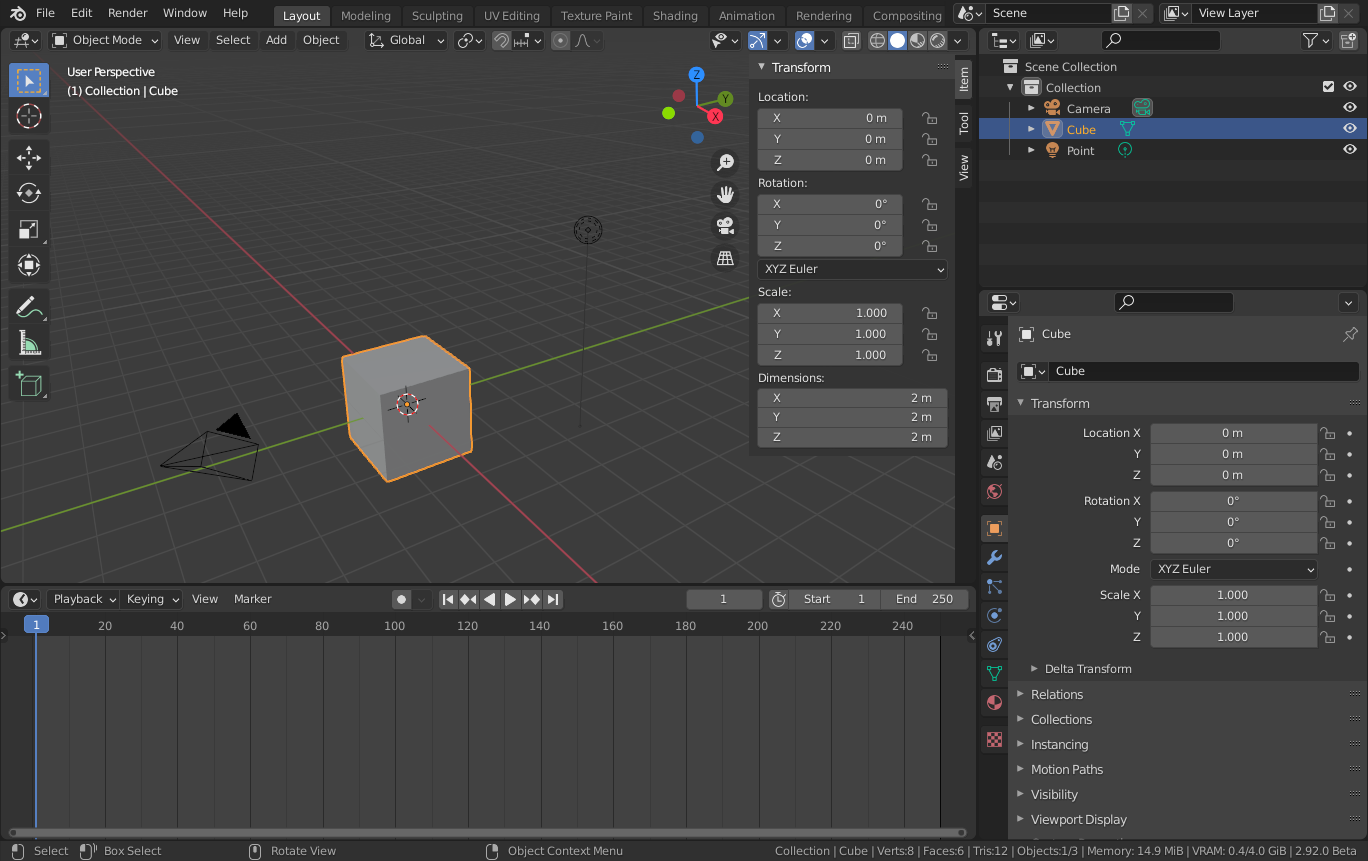 File Edit Render Window Help Layout Modeling Sculpting UV Editing Texture Paint Shading Animation Rendering Compositing Scene View Layer
Object Mode View Select Add Object Global
User Perspective
(1) Collection | Cube
Z
Y
X
Transform
Location:
X 0 m
Y 0 m
Z 0 m
Rotation:
X 0°
Y 0°
Z 0°
XYZ Euler
Scale:
X 1.000
Y 1.000
Z 1.000
Dimensions:
X 2 m
Y 2 m
Z 2 m
Item
Tool
View
Scene Collection
Collection
Camera
Cube
Point
Cube
Cube
Transform
Location X 0 m
Y 0 m
Z 0 m
Rotation X 0°
Y 0°
Z 0°
Mode XYZ Euler
Scale X 1.000
Y 1.000
Z 1.000
Delta Transform
Relations
Collections
Instancing
Motion Paths
Visibility
Viewport Display
Playback Keying View Marker 1 Start 1 End 250
1 20 40 60 80 100 120 140 160 180 200 220 240
Select Box Select Rotate View Object Context Menu Collection | Cube | Verts:8 | Faces:6 | Tris:12 | Objects:1/3 | Memory: 14.9 MiB | VRAM: 0.4/4.0 GiB | 2.92.0 Beta